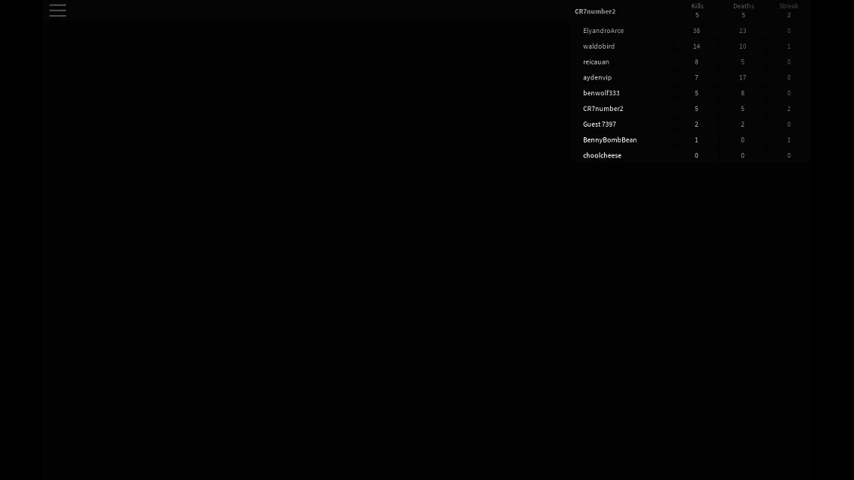 Kills Deaths Streak
CR7number2 5 5 2
ElyandroArce 38 23 0
waldobird 14 10 1
reicauan 8 5 0
aydenvip 7 17 0
benwolf333 5 8 0
CR7number2 5 5 2
Guest7397 2 2 0
BennyBombBean 1 0 1
choolcheese 0 0 0